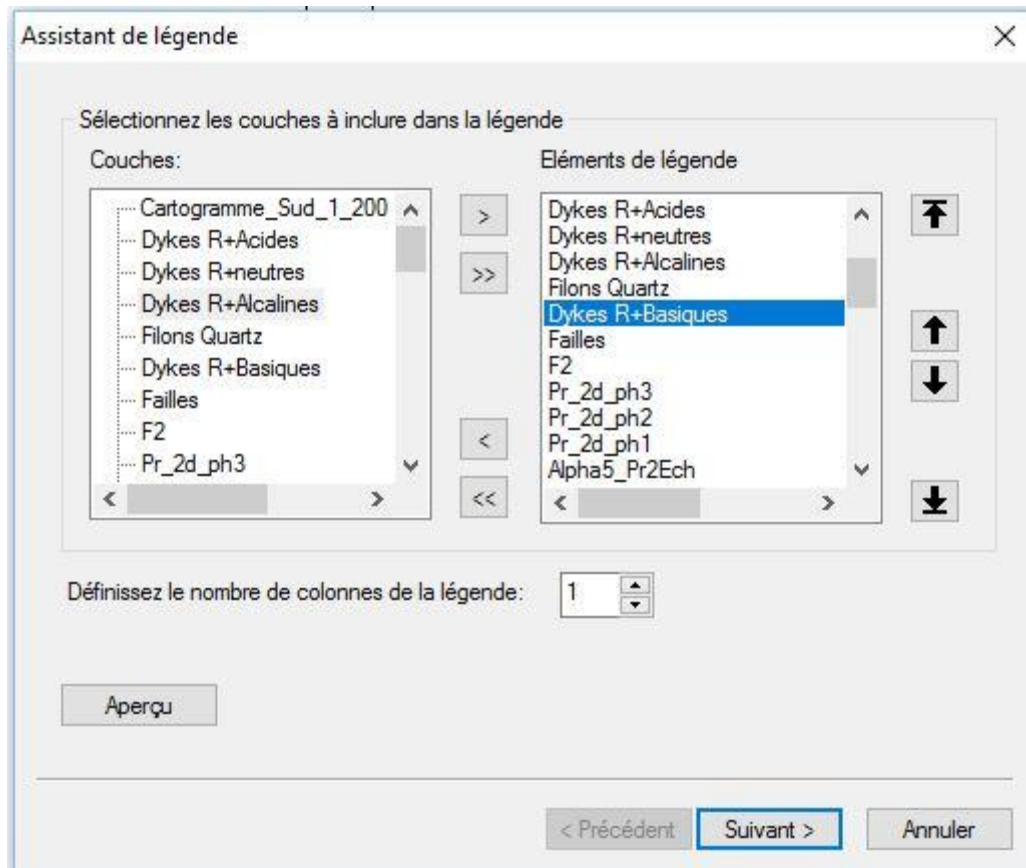 Assistant de légende
Sélectionnez les couches à inclure dans la légende
Couches:
Cartogramme_Sud_1_200
Dykes R+Acides
Dykes R+neutres
Dykes R+Alcalines
Filons Quartz
Dykes R+Basiques
Failles
F2
Pr_2d_ph3
>
>>
<
<<
Eléments de légende
Dykes R+Acides
Dykes R+neutres
Dykes R+Alcalines
Filons Quartz
Dykes R+Basiques
Failles
F2
Pr_2d_ph3
Pr_2d_ph2
Pr_2d_ph1
Alpha5_Pr2Ech
Définissez le nombre de colonnes de la légende:
1
Aperçu
< Précédent
Suivant >
Annuler